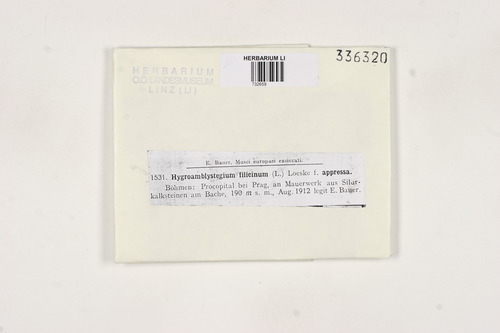 336320
HERBARIUM LI
HERBARIUM
O.Ö. LANDESMUSEUM
LINZ (LI)
E. Bauer, Musci europaei exsiccati.
1531. Hygroamblystegium filicinum (L.) Loeske f. appressa.
Böhmen: Procopital bei Prag, an Mauerwerk aus Silur-
kalksteinen am Bache, 190 m s. m., Aug. 1912 legit E. Bauer.